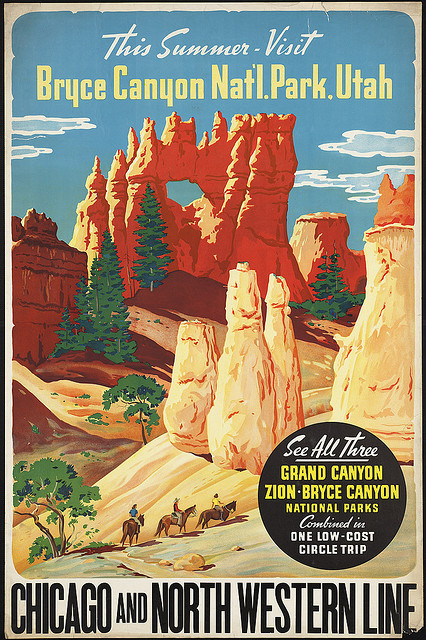 This Summer - Visit
Bryce Canyon Nat'l. Park, Utah
See All Three
GRAND CANYON
ZION - BRYCE CANYON
NATIONAL PARKS
Combined in
ONE LOW-COST
CIRCLE TRIP
CHICAGO AND NORTH WESTERN LINE